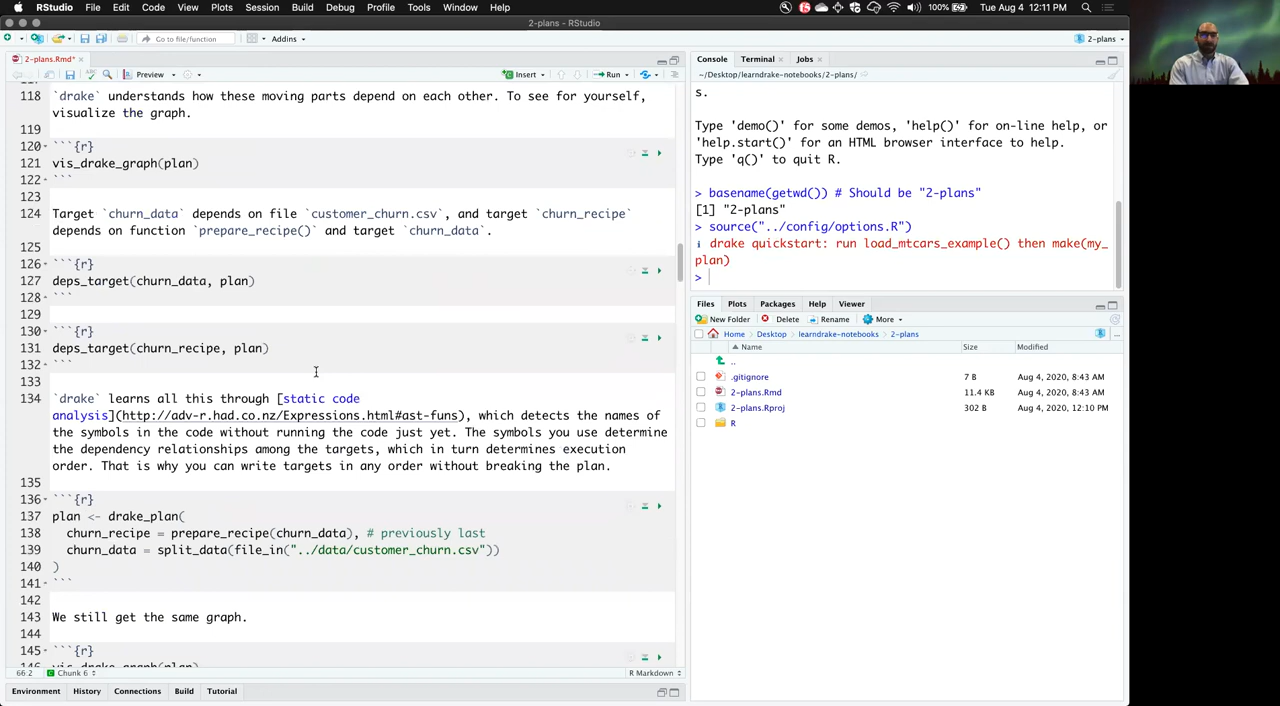 RStudio File Edit Code View Plots Session Build Debug Profile Tools Window Help 100% Tue Aug 4 12:11 PM
2-plans - RStudio
Go to file/function Addins 2-plans
2-plans.Rmd*
Preview Insert Run
118 `drake` understands how these moving parts depend on each other. To see for yourself,
visualize the graph.
119
120 ```{r}
121 vis_drake_graph(plan)
122 ```
123
124 Target `churn_data` depends on file `customer_churn.csv`, and target `churn_recipe`
depends on function `prepare_recipe()` and target `churn_data`.
125
126 ```{r}
127 deps_target(churn_data, plan)
128 ```
129
130 ```{r}
131 deps_target(churn_recipe, plan)
132 ```
133
134 `drake` learns all this through [static code
analysis](http://adv-r.had.co.nz/Expressions.html#ast-funs), which detects the names of
the symbols in the code without running the code just yet. The symbols you use determine
the dependency relationships among the targets, which in turn determines execution
order. That is why you can write targets in any order without breaking the plan.
135
136 ```{r}
137 plan <- drake_plan(
138 churn_recipe = prepare_recipe(churn_data), # previously last
139 churn_data = split_data(file_in("../data/customer_churn.csv"))
140 )
141 ```
142
143 We still get the same graph.
144
145 ```{r}
146 vis_drake_graph(plan)
66:2 Chunk 6 R Markdown
Environment History Connections Build Tutorial
Console Terminal Jobs
~/Desktop/learndrake-notebooks/2-plans/
s.
Type 'demo()' for some demos, 'help()' for on-line help, or
'help.start()' for an HTML browser interface to help.
Type 'q()' to quit R.
> basename(getwd()) # Should be "2-plans"
[1] "2-plans"
> source("../config/options.R")
ℹ drake quickstart: run load_mtcars_example() then make(my_
plan)
>
Files Plots Packages Help Viewer
New Folder Delete Rename More
Home Desktop learndrake-notebooks 2-plans
Name Size Modified
..
.gitignore 7 B Aug 4, 2020, 8:43 AM
2-plans.Rmd 11.4 KB Aug 4, 2020, 8:43 AM
2-plans.Rproj 302 B Aug 4, 2020, 12:10 PM
R